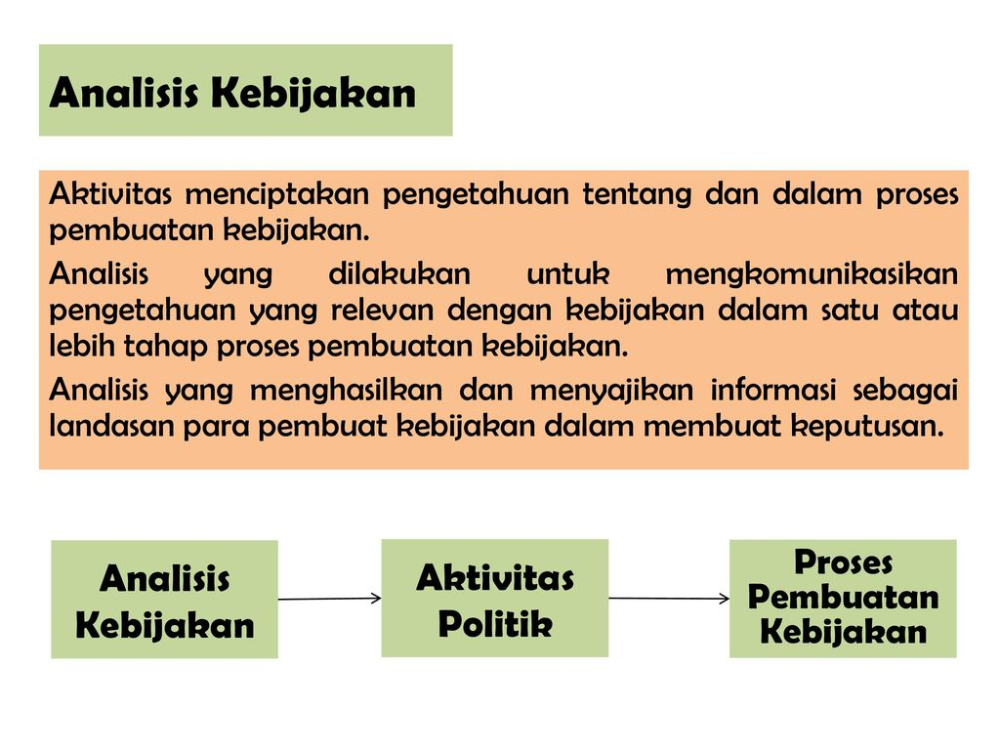 Analisis Kebijakan
Aktivitas menciptakan pengetahuan tentang dan dalam proses
pembuatan kebijakan.
Analisis yang dilakukan untuk mengkomunikasikan
pengetahuan yang relevan dengan kebijakan dalam satu atau
lebih tahap proses pembuatan kebijakan.
Analisis yang menghasilkan dan menyajikan informasi sebagai
landasan para pembuat kebijakan dalam membuat keputusan.
Analisis
Kebijakan
Aktivitas
Politik
Proses
Pembuatan
Kebijakan